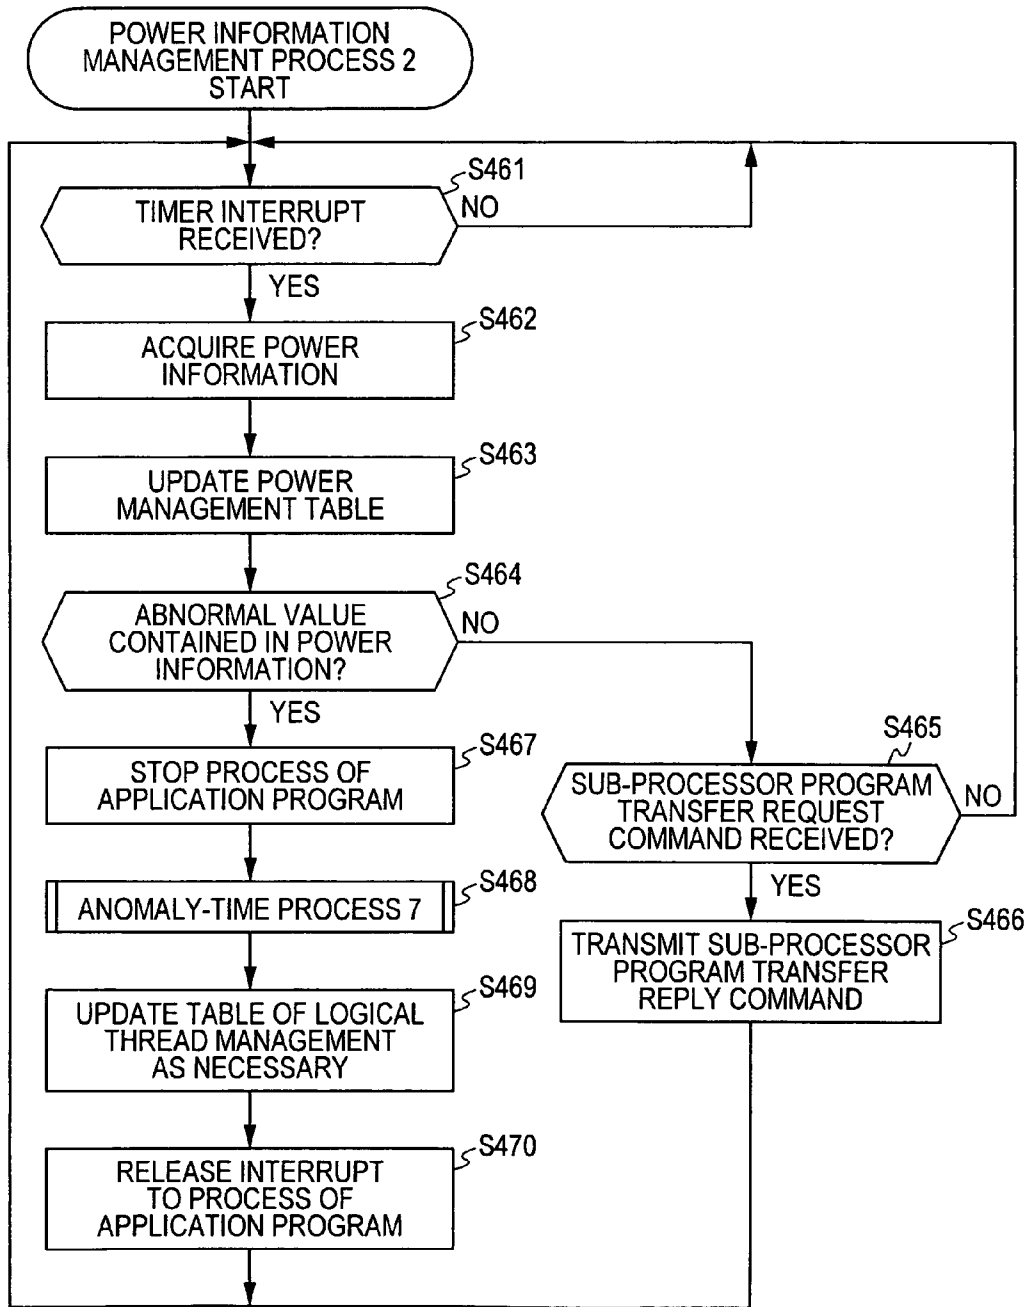 POWER INFORMATION
MANAGEMENT PROCESS 2
START
S461
TIMER INTERRUPT
RECEIVED?
NO
YES
S462
ACQUIRE POWER
INFORMATION
S463
UPDATE POWER
MANAGEMENT TABLE
S464
ABNORMAL VALUE
CONTAINED IN POWER
INFORMATION?
NO
YES
S465
SUB-PROCESSOR PROGRAM
TRANSFER REQUEST
COMMAND RECEIVED?
NO
YES
S466
TRANSMIT SUB-PROCESSOR
PROGRAM TRANSFER
REPLY COMMAND
S467
STOP PROCESS OF
APPLICATION PROGRAM
S468
ANOMALY-TIME PROCESS 7
S469
UPDATE TABLE OF LOGICAL
THREAD MANAGEMENT
AS NECESSARY
S470
RELEASE INTERRUPT
TO PROCESS OF
APPLICATION PROGRAM